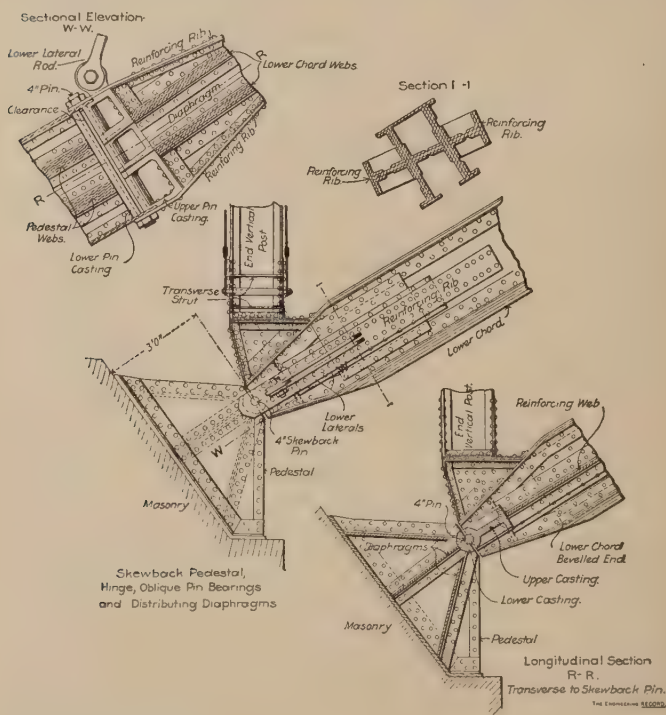 Sectional Elevation
W-W.
Lower Lateral
Rod.
4" Pin.
Clearance
Reinforcing Rib
R
Lower Chord Webs.
Diaphragm
Reinforcing Rib
R
Pedestal
Webs.
Lower Pin
Casting
Upper Pin
Casting.
Section I-I
Reinforcing
Rib.
Reinforcing
Rib.
End Vertical
Post
Transverse
Strut
I
Reinforcing Rib
Lower Chord
I
3'0"
W
Lower
Laterals
4" Skewback
Pin
W
Pedestal
Masonry
Skewback Pedestal,
Hinge, Oblique Pin Bearings
and Distributing Diaphragms
End
Vertical Post.
Reinforcing Web
4" Pin
Diaphragms
Lower Chord
Bevelled End
Upper Casting.
Lower Casting.
Masonry
Pedestal
Longitudinal Section
R-R.
Transverse to Skewback Pin.
THE ENGINEERING RECORD.